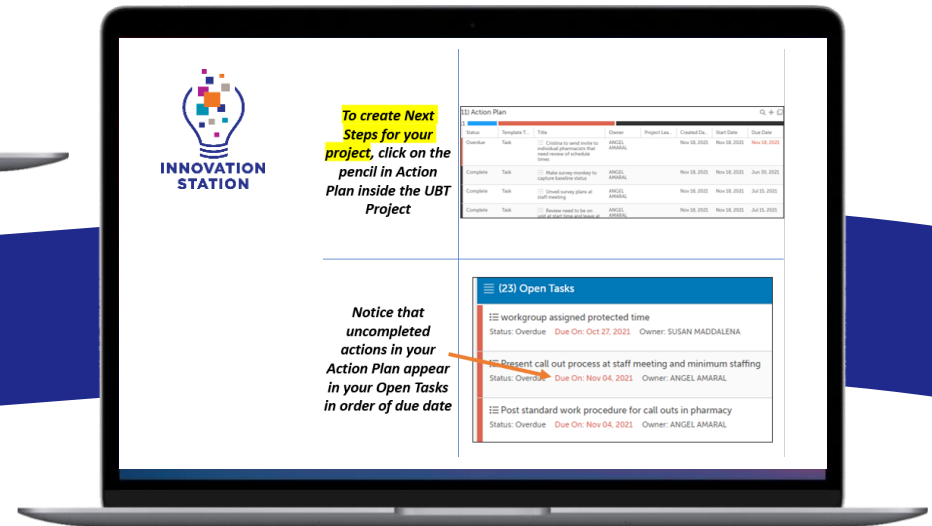 INNOVATION
STATION
To create Next
Steps for your
project, click on the
pencil in Action
Plan inside the UBT
Project
11) Action Plan
1
Status Template T... Title Owner Project Lea... Created Da... Start Date Due Date
Overdue Task Cristina to send invite to ANGEL Nov 18, 2021 Nov 18, 2021 Nov 18, 2021
individual pharmacists that AMARAL
need review of schedule
times
Complete Task Make survey monkey to ANGEL Nov 18, 2021 Nov 18, 2021 Jun 30, 2021
capture baseline status AMARAL
Complete Task Unveil survey plans at ANGEL Nov 18, 2021 Nov 18, 2021 Jul 15, 2021
staff meeting AMARAL
Complete Task Review need to be on ANGEL Nov 18, 2021 Nov 18, 2021 Jul 15, 2021
unit at start time and leave at AMARAL
Notice that
uncompleted
actions in your
Action Plan appear
in your Open Tasks
in order of due date
(23) Open Tasks
workgroup assigned protected time
Status: Overdue Due On: Oct 27, 2021 Owner: SUSAN MADDALENA
Present call out process at staff meeting and minimum staffing
Status: Overdue Due On: Nov 04, 2021 Owner: ANGEL AMARAL
Post standard work procedure for call outs in pharmacy
Status: Overdue Due On: Nov 04, 2021 Owner: ANGEL AMARAL